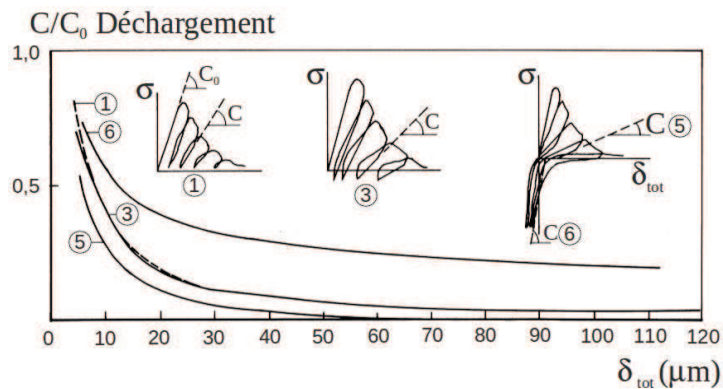 C/C₀ Déchargement
1,0
0,5
0
① ⑥ ③ ⑤
σ C₀ C ①
σ C ③
σ C ⑤ δtot C ⑥
0 10 20 30 40 50 60 70 80 90 100 110 120
δtot (μm)